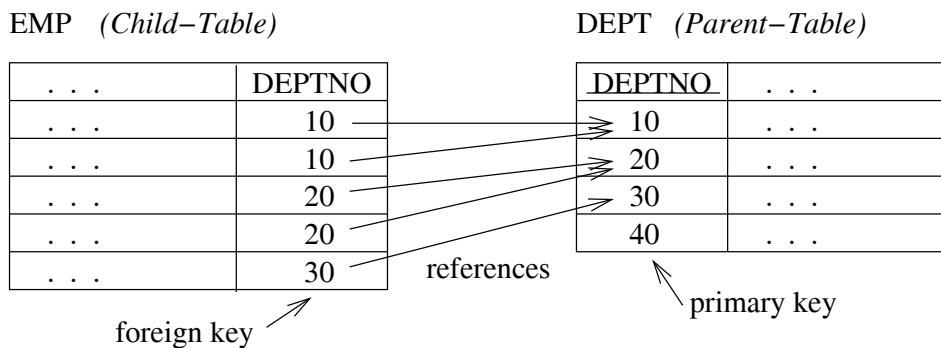 EMP (Child−Table) DEPT (Parent−Table)
. . . DEPTNO DEPTNO . . .
. . . 10 10 . . .
. . . 10 20 . . .
. . . 20 30 . . .
. . . 20 40 . . .
. . . 30
references
foreign key
primary key